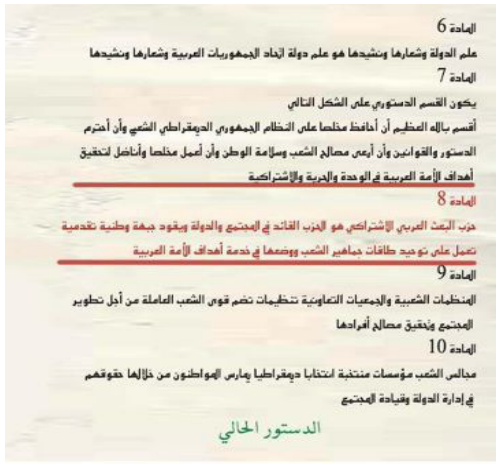 المادة 6
علم الدولة وشعارها ونشيدها هو علم دولة اتحاد الجمهوريات العربية وشعارها ونشيدها
المادة 7
يكون القسم الدستوري على الشكل التالي
أقسم بالله العظيم أن أحافظ مخلصا على النظام الجمهوري الديمقراطي الشعبي وأن أحترم
الدستور والقوانين وأن أرعى مصالح الشعب وسلامة الوطن وأن أعمل مخلصا وأناضل لتحقيق
أهداف الأمة العربية في الوحدة والحرية والاشتراكية
المادة 8
حزب البعث العربي الاشتراكي هو الحزب القائد في المجتمع والدولة ويقود جبهة وطنية تقدمية
تعمل على توحيد طاقات جماهير الشعب ووضعها في خدمة أهداف الأمة العربية
المادة 9
المنظمات الشعبية والجمعيات التعاونية تنظيمات تضم قوى الشعب العاملة من أجل تطوير
المجتمع وتحقيق مصالح أفرادها
المادة 10
مجالس الشعب مؤسسات منتخبة انتخابا ديمقراطيا يمارس المواطنون من خلالها حقوقهم
في إدارة الدولة وقيادة المجتمع
الدستور الحالي